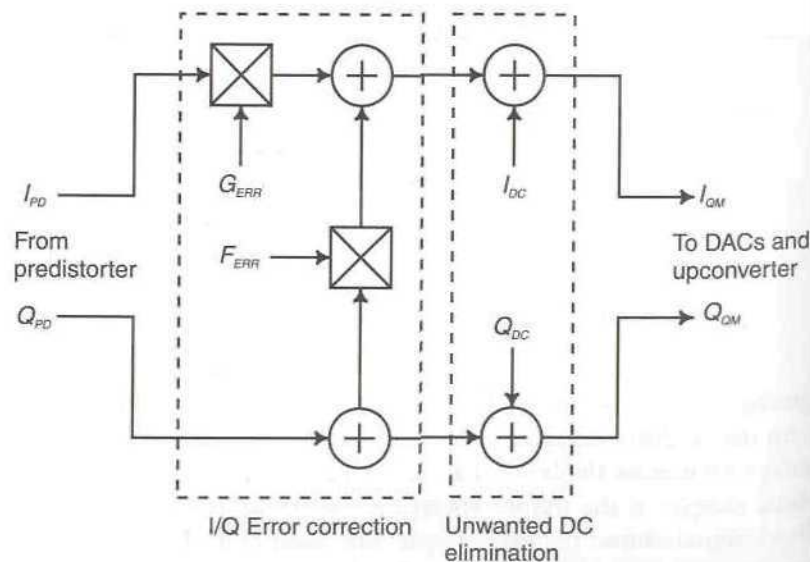 G_ERR
I_DC
I_PD
I_QM
From
predistorter
F_ERR
To DACs and
upconverter
Q_PD
Q_DC
Q_QM
I/Q Error correction
Unwanted DC
elimination